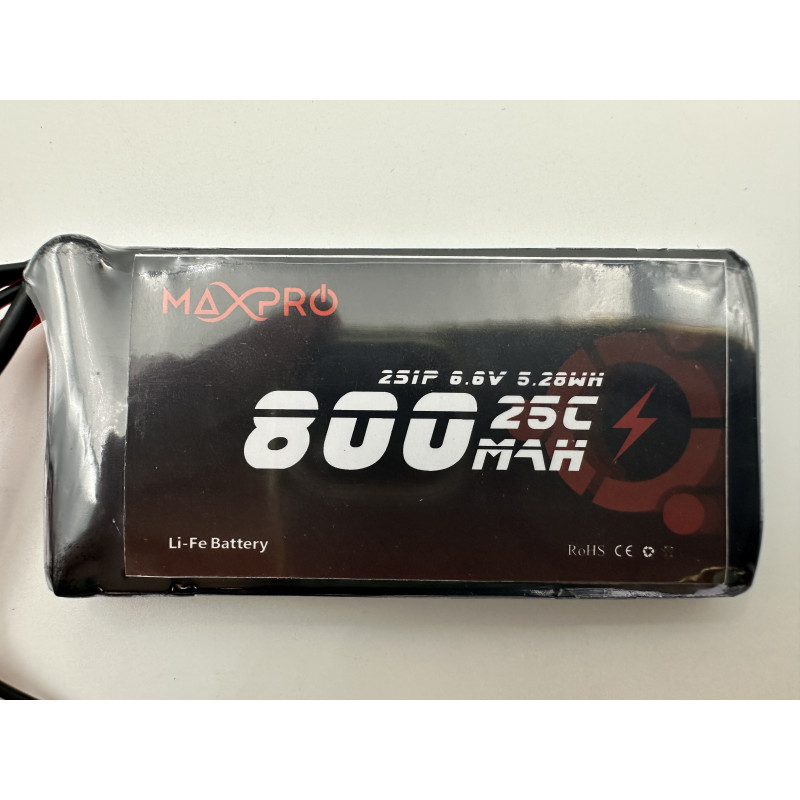 MAXPRO
2S1P 6.6V 5.28WH
800 25C
MAH
Li-Fe Battery
RoHS CE